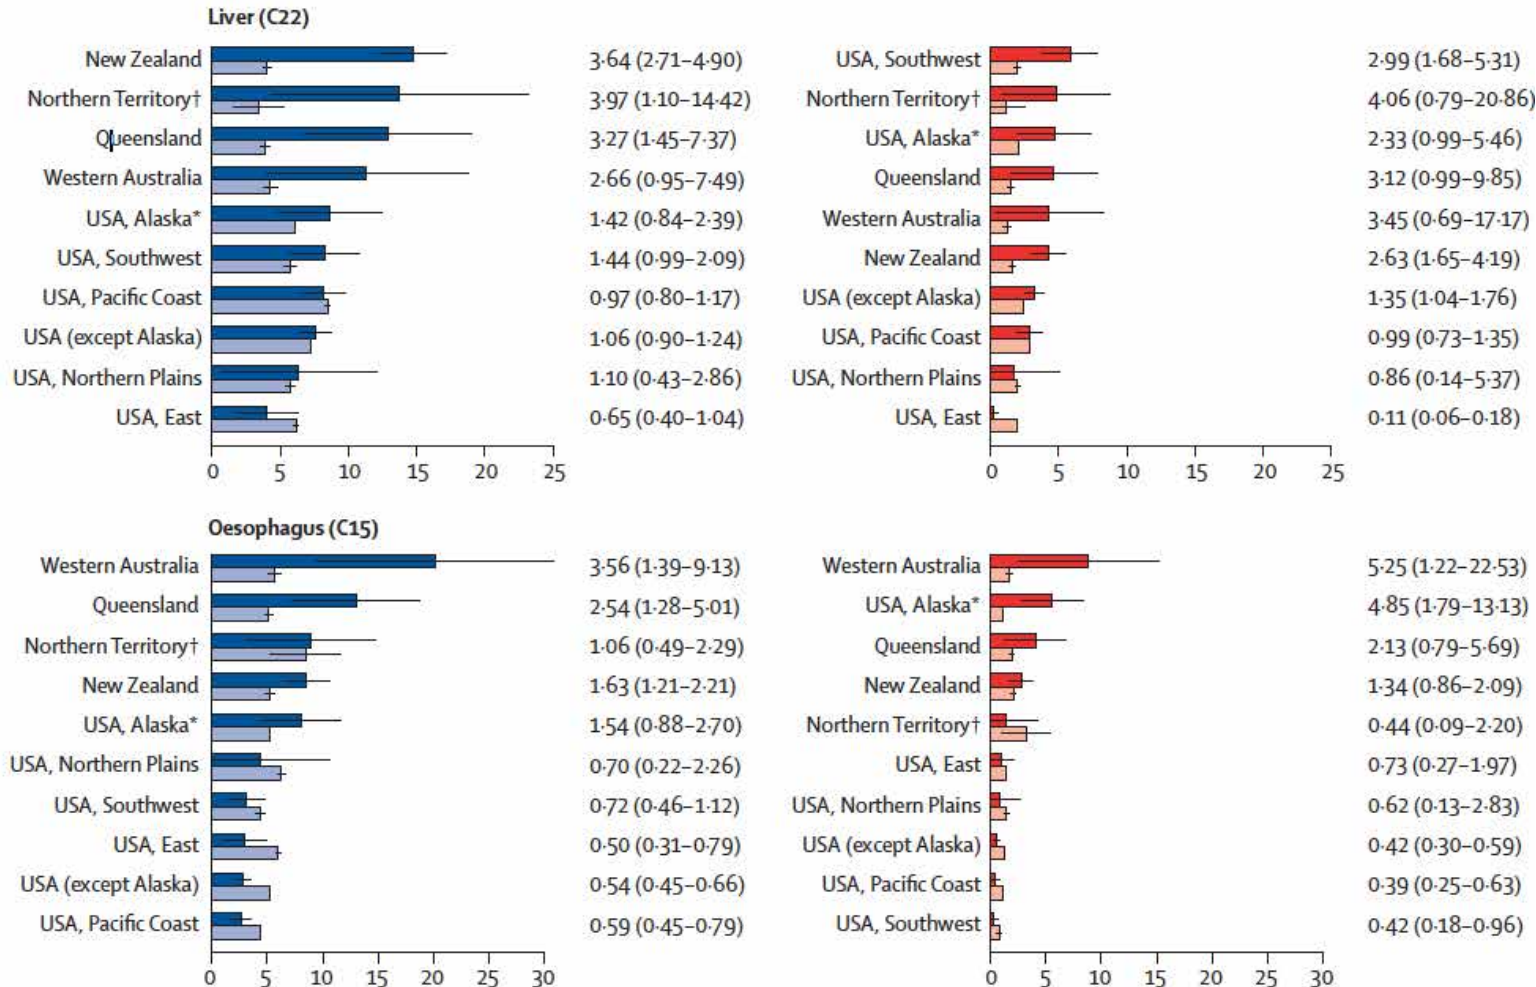 Liver (C22)
New Zealand 3·64 (2·71–4·90) USA, Southwest 2·99 (1·68–5·31)
Northern Territory† 3·97 (1·10–14·42) Northern Territory† 4·06 (0·79–20·86)
Queensland 3·27 (1·45–7·37) USA, Alaska* 2·33 (0·99–5·46)
Western Australia 2·66 (0·95–7·49) Queensland 3·12 (0·99–9·85)
USA, Alaska* 1·42 (0·84–2·39) Western Australia 3·45 (0·69–17·17)
USA, Southwest 1·44 (0·99–2·09) New Zealand 2·63 (1·65–4·19)
USA, Pacific Coast 0·97 (0·80–1·17) USA (except Alaska) 1·35 (1·04–1·76)
USA (except Alaska) 1·06 (0·90–1·24) USA, Pacific Coast 0·99 (0·73–1·35)
USA, Northern Plains 1·10 (0·43–2·86) USA, Northern Plains 0·86 (0·14–5·37)
USA, East 0·65 (0·40–1·04) USA, East 0·11 (0·06–0·18)
0 5 10 15 20 25 0 5 10 15 20 25
Oesophagus (C15)
Western Australia 3·56 (1·39–9·13) Western Australia 5·25 (1·22–22·53)
Queensland 2·54 (1·28–5·01) USA, Alaska* 4·85 (1·79–13·13)
Northern Territory† 1·06 (0·49–2·29) Queensland 2·13 (0·79–5·69)
New Zealand 1·63 (1·21–2·21) New Zealand 1·34 (0·86–2·09)
USA, Alaska* 1·54 (0·88–2·70) Northern Territory† 0·44 (0·09–2·20)
USA, Northern Plains 0·70 (0·22–2·26) USA, East 0·73 (0·27–1·97)
USA, Southwest 0·72 (0·46–1·12) USA, Northern Plains 0·62 (0·13–2·83)
USA, East 0·50 (0·31–0·79) USA (except Alaska) 0·42 (0·30–0·59)
USA (except Alaska) 0·54 (0·45–0·66) USA, Pacific Coast 0·39 (0·25–0·63)
USA, Pacific Coast 0·59 (0·45–0·79) USA, Southwest 0·42 (0·18–0·96)
0 5 10 15 20 25 30 0 5 10 15 20 25 30